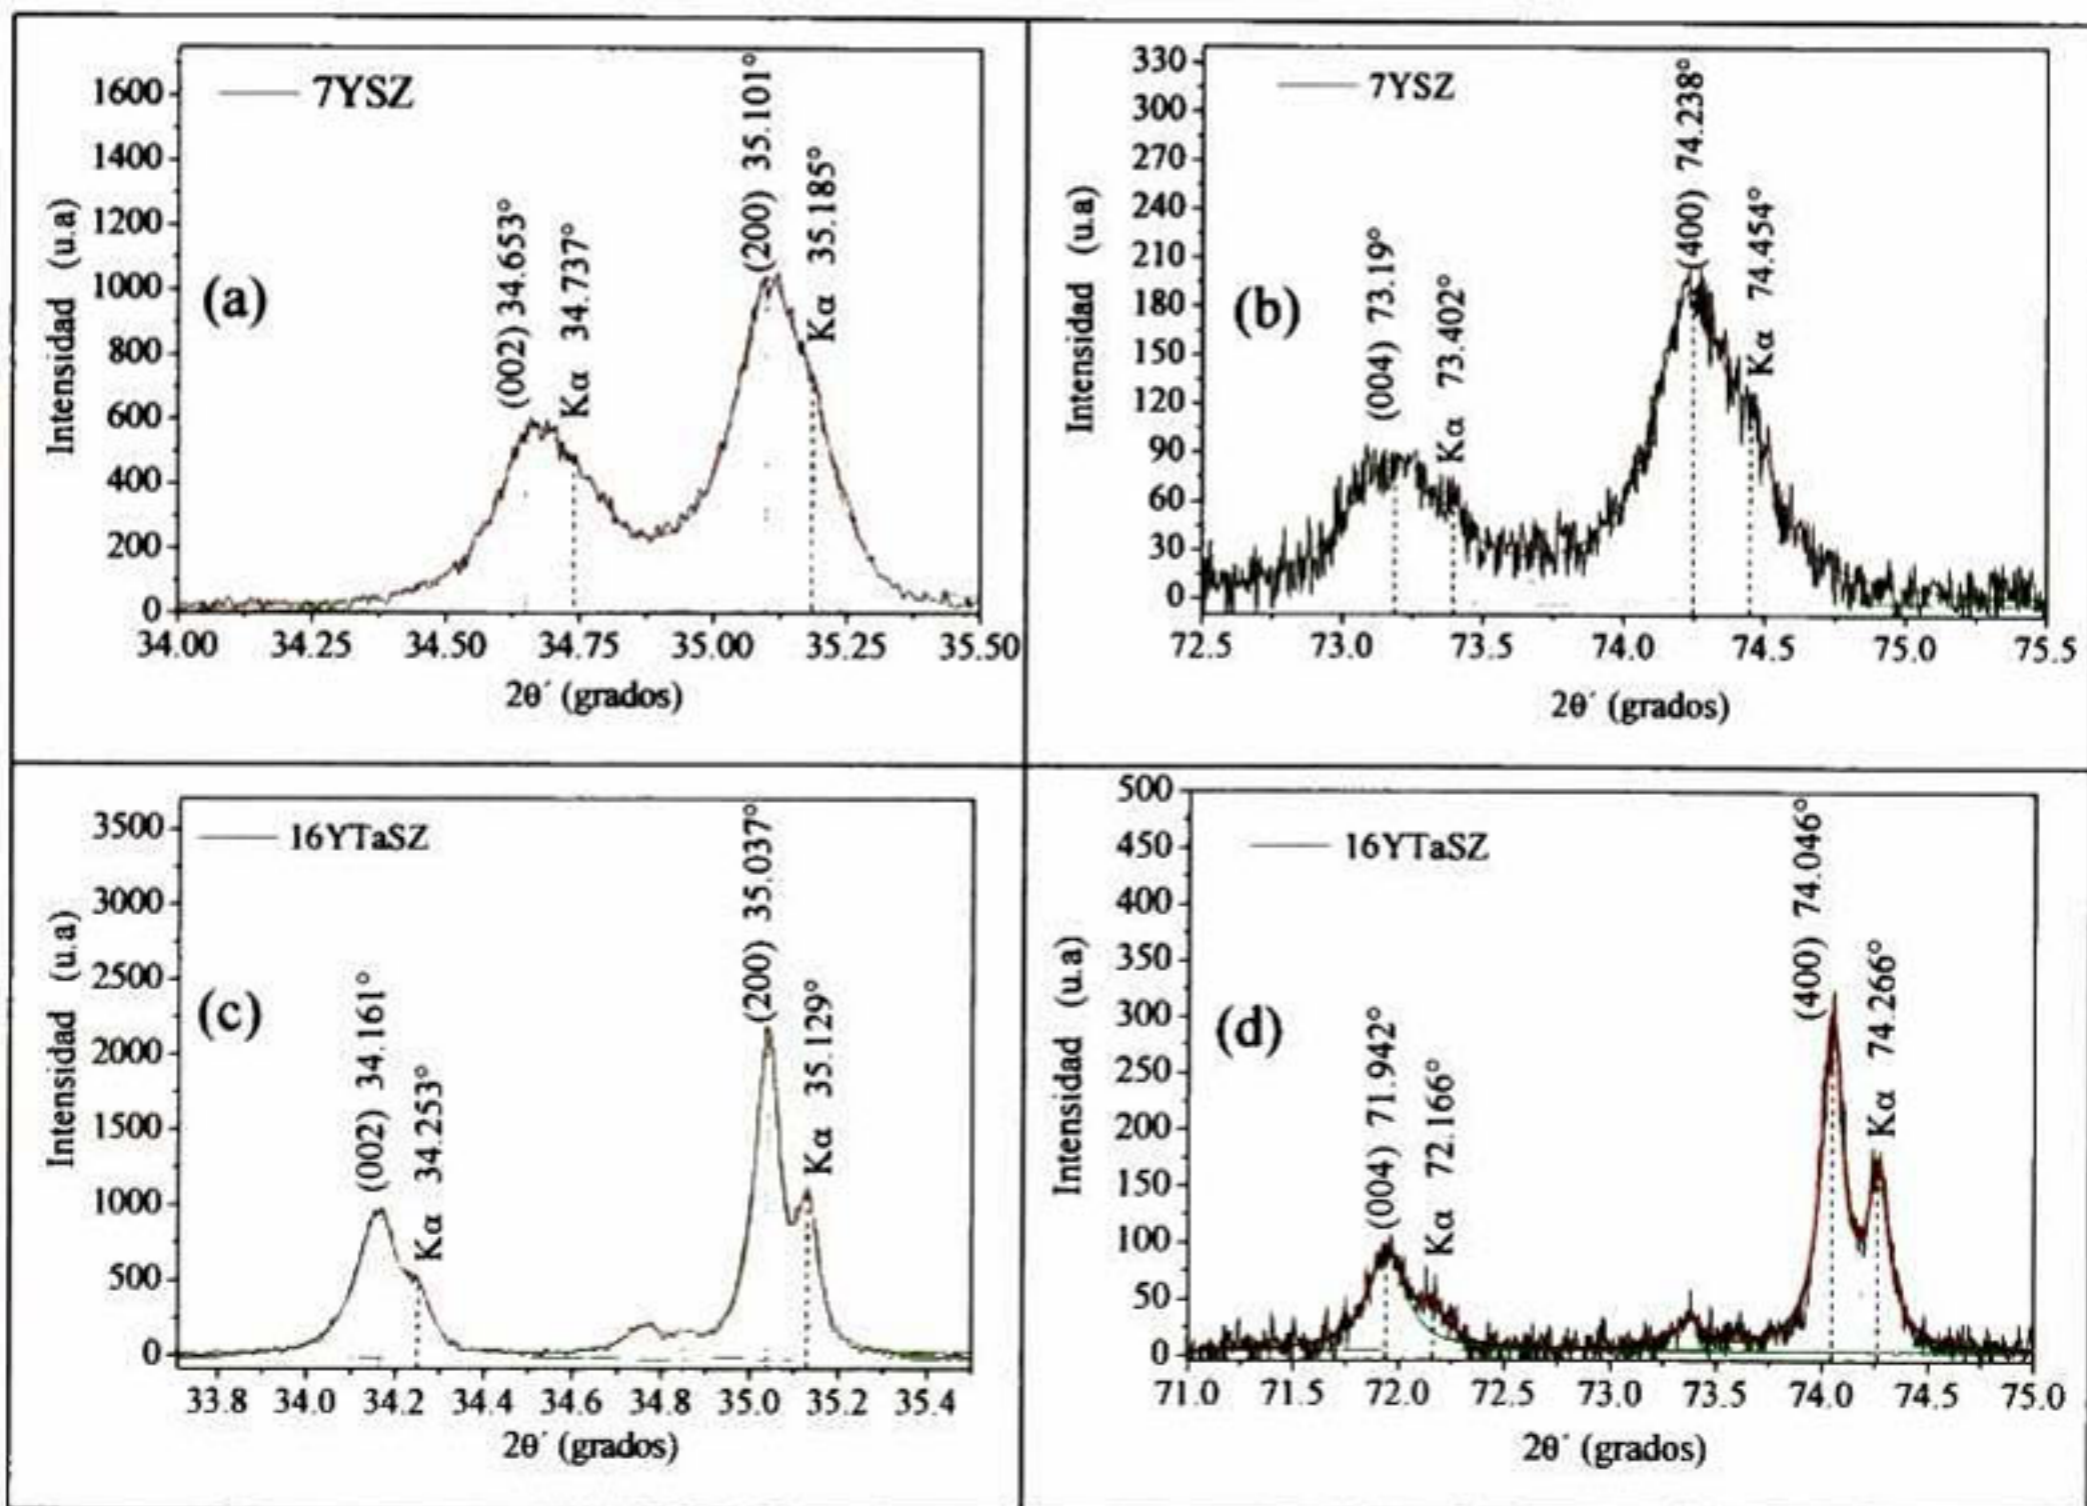 7YSZ
(a)
(002) 34.653°
Kα 34.737°
(200) 35.101°
Kα 35.185°
Intensidad (u.a)
1600
1400
1200
1000
800
600
400
200
0
34.00 34.25 34.50 34.75 35.00 35.25 35.50
2θ´ (grados)
7YSZ
(b)
(004) 73.19°
Kα 73.402°
(400) 74.238°
Kα 74.454°
Intensidad (u.a)
330
300
270
240
210
180
150
120
90
60
30
0
72.5 73.0 73.5 74.0 74.5 75.0 75.5
2θ´ (grados)
16YTaSZ
(c)
(002) 34.161°
Kα 34.253°
(200) 35.037°
Kα 35.129°
Intensidad (u.a)
3500
3000
2500
2000
1500
1000
500
0
33.8 34.0 34.2 34.4 34.6 34.8 35.0 35.2 35.4
2θ´ (grados)
16YTaSZ
(d)
(004) 71.942°
Kα 72.166°
(400) 74.046°
Kα 74.266°
Intensidad (u.a)
500
450
400
350
300
250
200
150
100
50
0
71.0 71.5 72.0 72.5 73.0 73.5 74.0 74.5 75.0
2θ´ (grados)